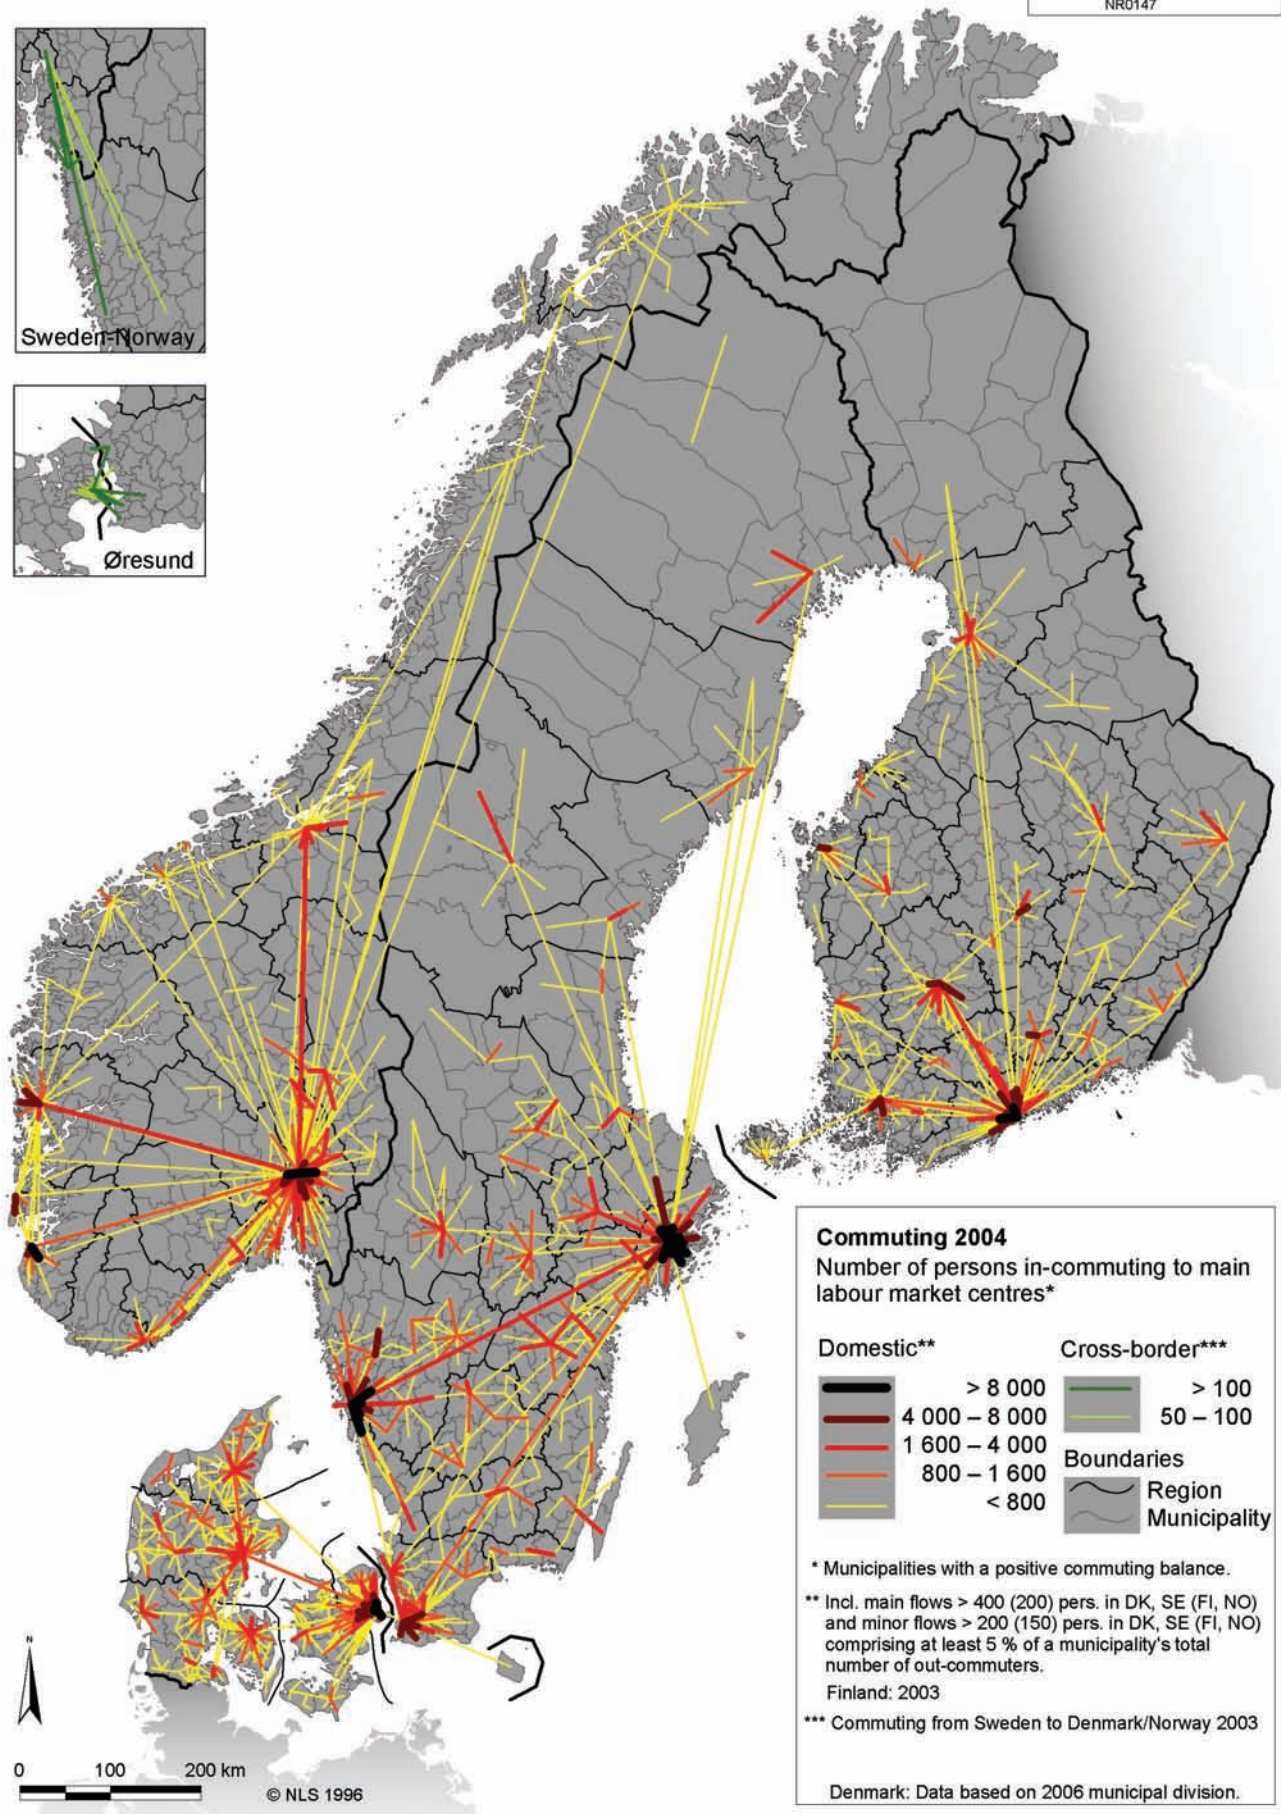 NR0147
Sweden-Norway
Øresund
Commuting 2004
Number of persons in-commuting to main
labour market centres*
Domestic**
> 8 000
4 000 – 8 000
1 600 – 4 000
800 – 1 600
< 800
Cross-border***
> 100
50 – 100
Boundaries
Region
Municipality
* Municipalities with a positive commuting balance.
** Incl. main flows > 400 (200) pers. in DK, SE (FI, NO)
and minor flows > 200 (150) pers. in DK, SE (FI, NO)
comprising at least 5 % of a municipality's total
number of out-commuters.
Finland: 2003
*** Commuting from Sweden to Denmark/Norway 2003
Denmark: Data based on 2006 municipal division.
N
0 100 200 km
© NLS 1996